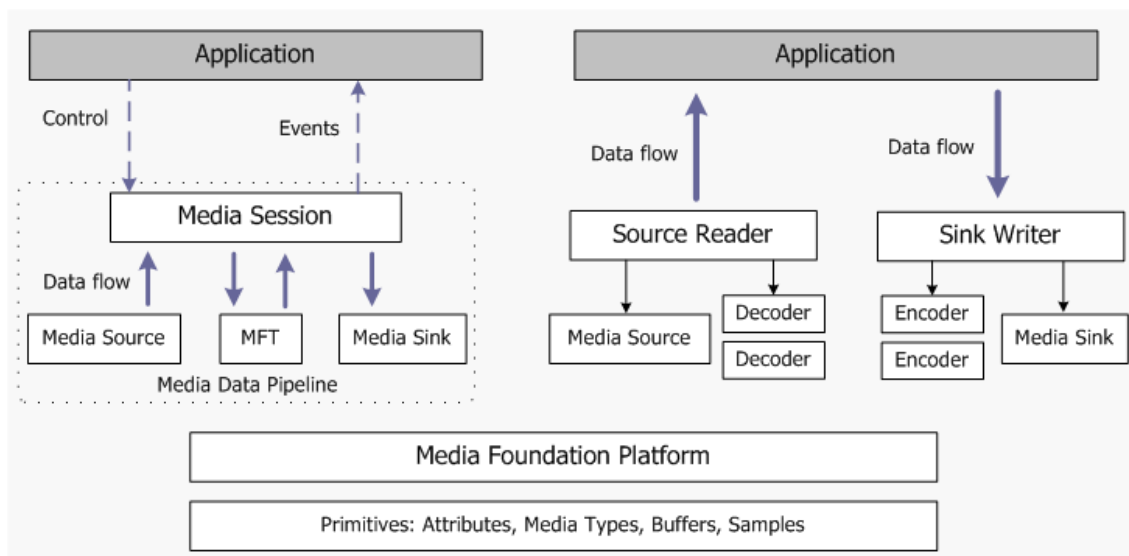 Application
Control
Events
Media Session
Data flow
Media Source
MFT
Media Sink
Media Data Pipeline
Application
Data flow
Data flow
Source Reader
Sink Writer
Media Source
Decoder
Decoder
Encoder
Encoder
Media Sink
Media Foundation Platform
Primitives: Attributes, Media Types, Buffers, Samples